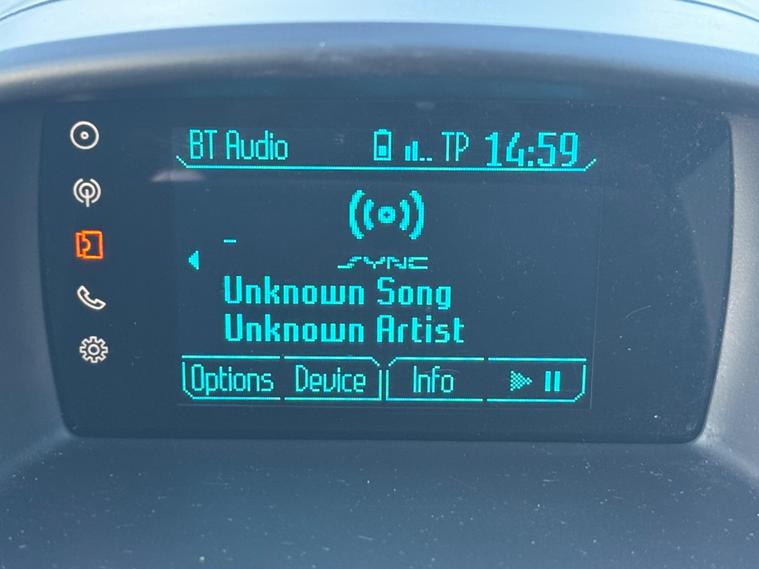 BT Audio TP 14:59
SYNC
Unknown Song
Unknown Artist
Options Device Info